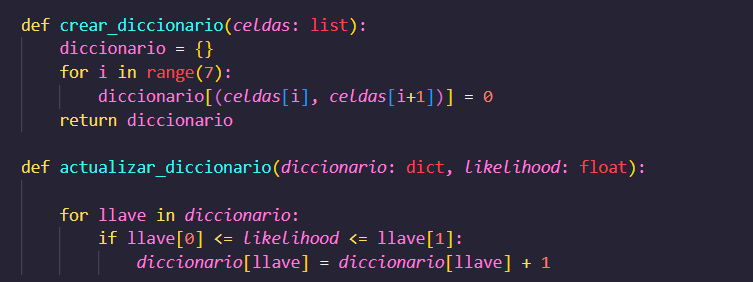 def crear_diccionario(celdas: list):
    diccionario = {}
    for i in range(7):
        diccionario[(celdas[i], celdas[i+1])] = 0
    return diccionario

def actualizar_diccionario(diccionario: dict, likelihood: float):

    for llave in diccionario:
        if llave[0] <= likelihood <= llave[1]:
            diccionario[llave] = diccionario[llave] + 1